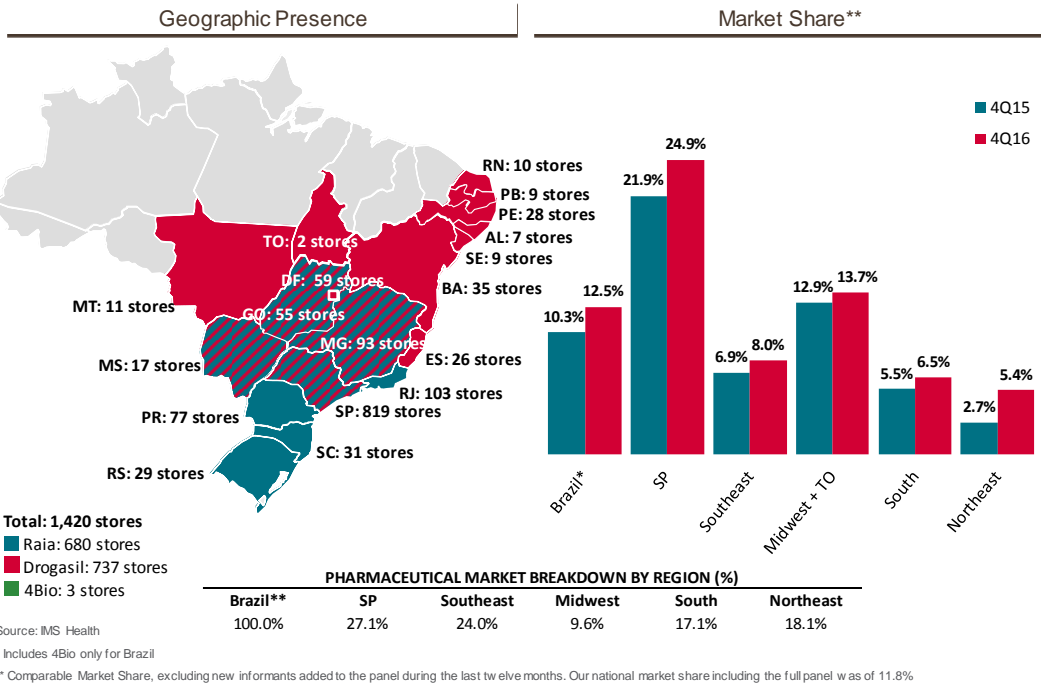 Geographic Presence
Market Share**
4Q15
4Q16
RN: 10 stores
PB: 9 stores
PE: 28 stores
AL: 7 stores
SE: 9 stores
TO: 2 stores
DF: 59 stores
BA: 35 stores
MT: 11 stores
GO: 55 stores
MG: 93 stores
ES: 26 stores
MS: 17 stores
RJ: 103 stores
SP: 819 stores
PR: 77 stores
SC: 31 stores
RS: 29 stores
Total: 1,420 stores
Raia: 680 stores
Drogasil: 737 stores
4Bio: 3 stores
10.3% 12.5%
21.9% 24.9%
6.9% 8.0%
12.9% 13.7%
5.5% 6.5%
2.7% 5.4%
Brazil* SP Southeast Midwest + TO South Northeast
PHARMACEUTICAL MARKET BREAKDOWN BY REGION (%)
Brazil** SP Southeast Midwest South Northeast
100.0% 27.1% 24.0% 9.6% 17.1% 18.1%
Source: IMS Health
Includes 4Bio only for Brazil
* Comparable Market Share, excluding new informants added to the panel during the last twelve months. Our national market share including the full panel was of 11.8%